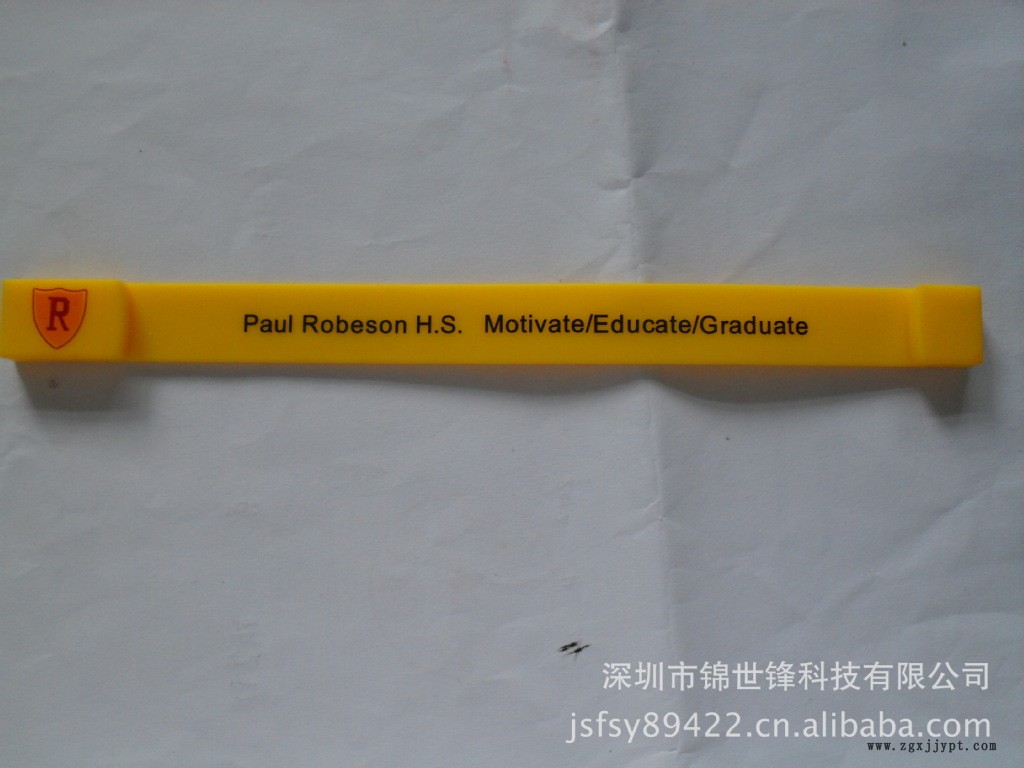 R
Paul Robeson H.S. Motivate/Educate/Graduate
深圳市锦世锋科技有限公司
jsfsy89422.cn.alibaba.com
www.zgxjjypt.com